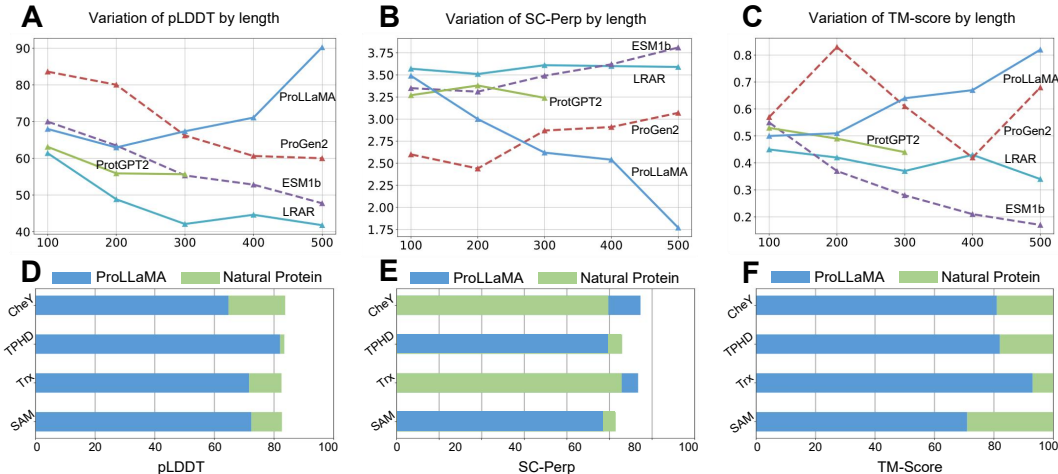 A
Variation of pLDDT by length
90
80
70
60
50
40
100 200 300 400 500
ProLLaMA
ProGen2
ProtGPT2
ESM1b
LRAR
B
Variation of SC-Perp by length
3.75
3.50
3.25
3.00
2.75
2.50
2.25
2.00
1.75
100 200 300 400 500
ESM1b
LRAR
ProtGPT2
ProGen2
ProLLaMA
C
Variation of TM-score by length
0.8
0.7
0.6
0.5
0.4
0.3
0.2
100 200 300 400 500
ProLLaMA
ProGen2
ProtGPT2
LRAR
ESM1b
D
ProLLaMA Natural Protein
CheY
TPHD
Trx
SAM
0 20 40 60 80 100
pLDDT
E
ProLLaMA Natural Protein
CheY
TPHD
Trx
SAM
0 20 40 60 80 100
SC-Perp
F
ProLLaMA Natural Protein
CheY
TPHD
Trx
SAM
0 20 40 60 80 100
TM-Score